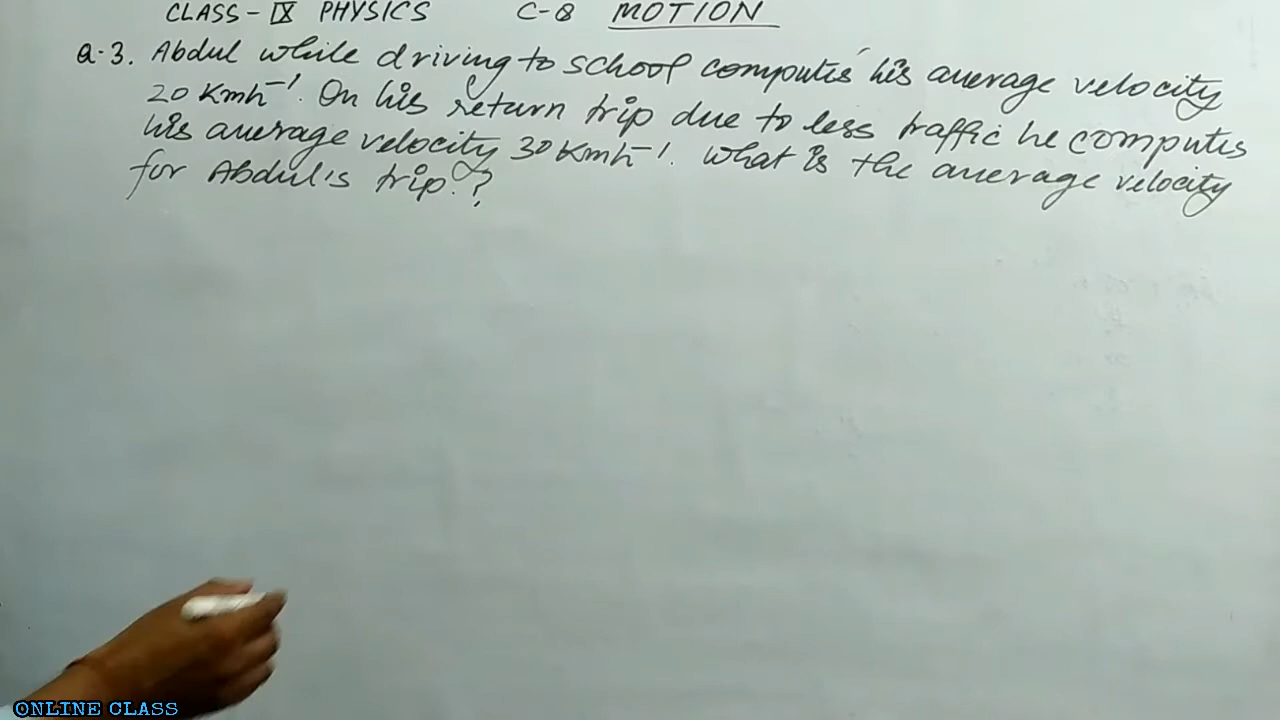 CLASS - IX PHYSICS C-8 MOTION
Q.3. Abdul while driving to school computes his average velocity
20 Kmh⁻¹. On his return trip due to less traffic he computes
his average velocity 30 Kmh⁻¹. What is the average velocity
for Abdul's trip.?
ONLINE CLASS